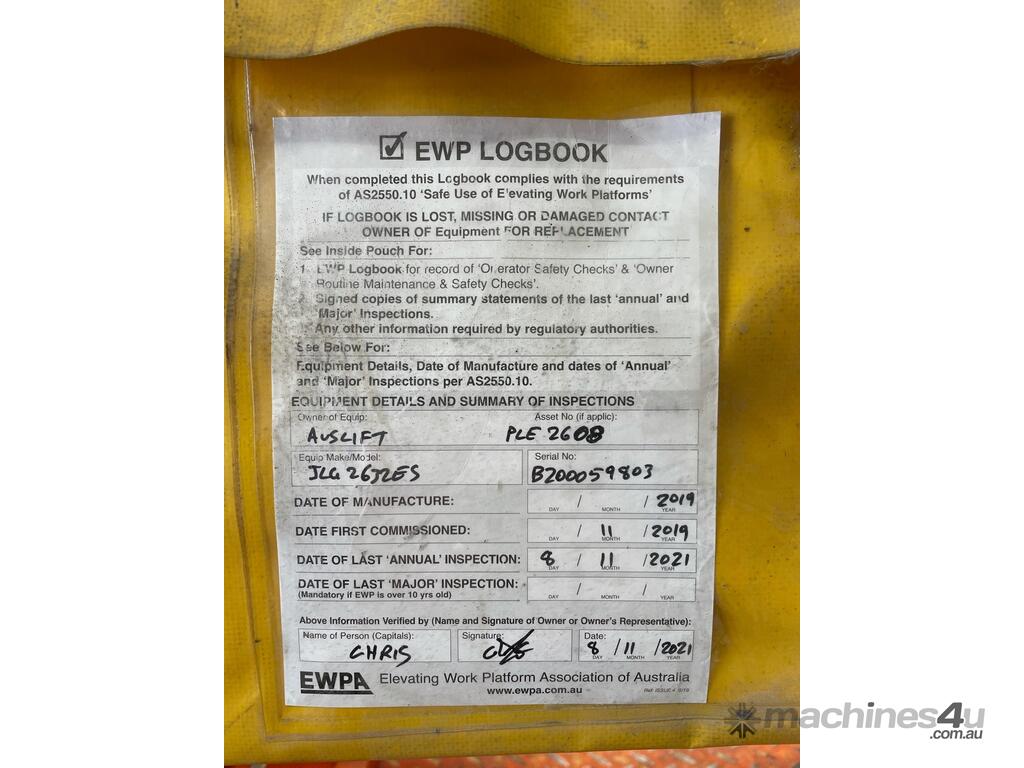 EWP LOGBOOK
When completed this Logbook complies with the requirements
of AS2550.10 'Safe Use of Elevating Work Platforms'
IF LOGBOOK IS LOST, MISSING OR DAMAGED CONTACT
OWNER OF Equipment FOR REPLACEMENT
See Inside Pouch For:
1. EWP Logbook for record of 'Operator Safety Checks' & 'Owner
Routine Maintenance & Safety Checks'.
Signed copies of summary statements of the last 'annual' and
'Major' Inspections.
Any other information required by regulatory authorities.
See Below For:
Equipment Details, Date of Manufacture and dates of 'Annual'
and 'Major' Inspections per AS2550.10.
EQUIPMENT DETAILS AND SUMMARY OF INSPECTIONS
Owner of Equip: Asset No (if applic):
AUSLIFT PLE 2608
Equip Make/Model: Serial No:
JLG 26J2ES B200059803
DATE OF MANUFACTURE: / / 2019
DAY MONTH YEAR
DATE FIRST COMMISSIONED: / 11 / 2019
DAY MONTH YEAR
DATE OF LAST 'ANNUAL' INSPECTION: 8 / 11 / 2021
DAY MONTH YEAR
DATE OF LAST 'MAJOR' INSPECTION: / /
(Mandatory if EWP is over 10 yrs old) DAY MONTH YEAR
Above Information Verified by (Name and Signature of Owner or Owner's Representative):
Name of Person (Capitals): Signature: Date:
CHRIS 8 / 11 / 2021
DAY MONTH YEAR
EWPA Elevating Work Platform Association of Australia
www.ewpa.com.au
machines4u
.com.au